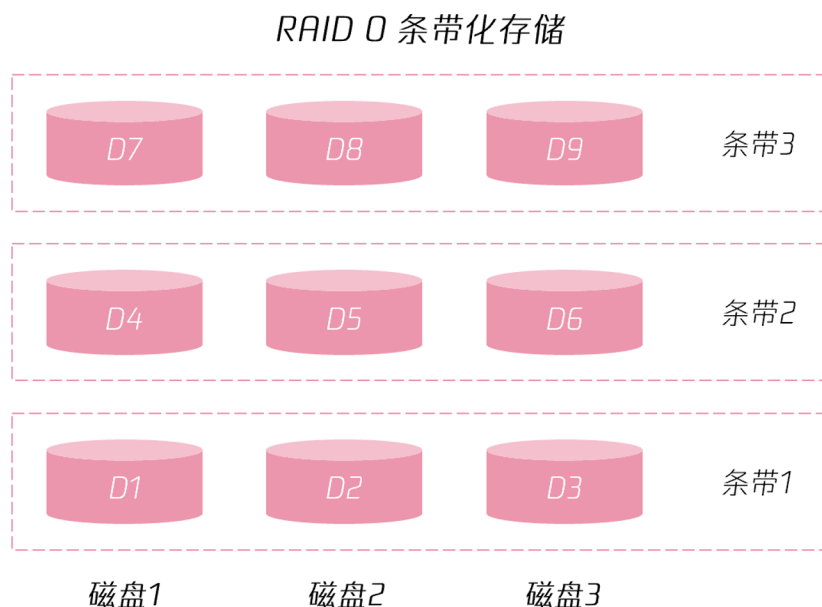 RAID 0 条带化存储
D7 D8 D9 条带3
D4 D5 D6 条带2
D1 D2 D3 条带1
磁盘1 磁盘2 磁盘3